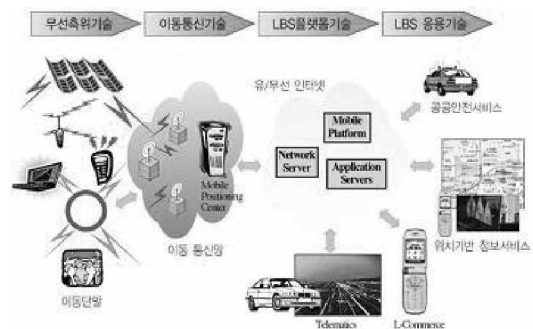 무선측위기술
이동통신기술
LBS플랫폼기술
LBS 응용기술
유/무선 인터넷
Mobile
Platform
Network
Server
Application
Servers
Mobile
Positioning
Center
이동 통신망
이동단말
공공안전서비스
위치기반 정보서비스
Telematics
L-Commerce